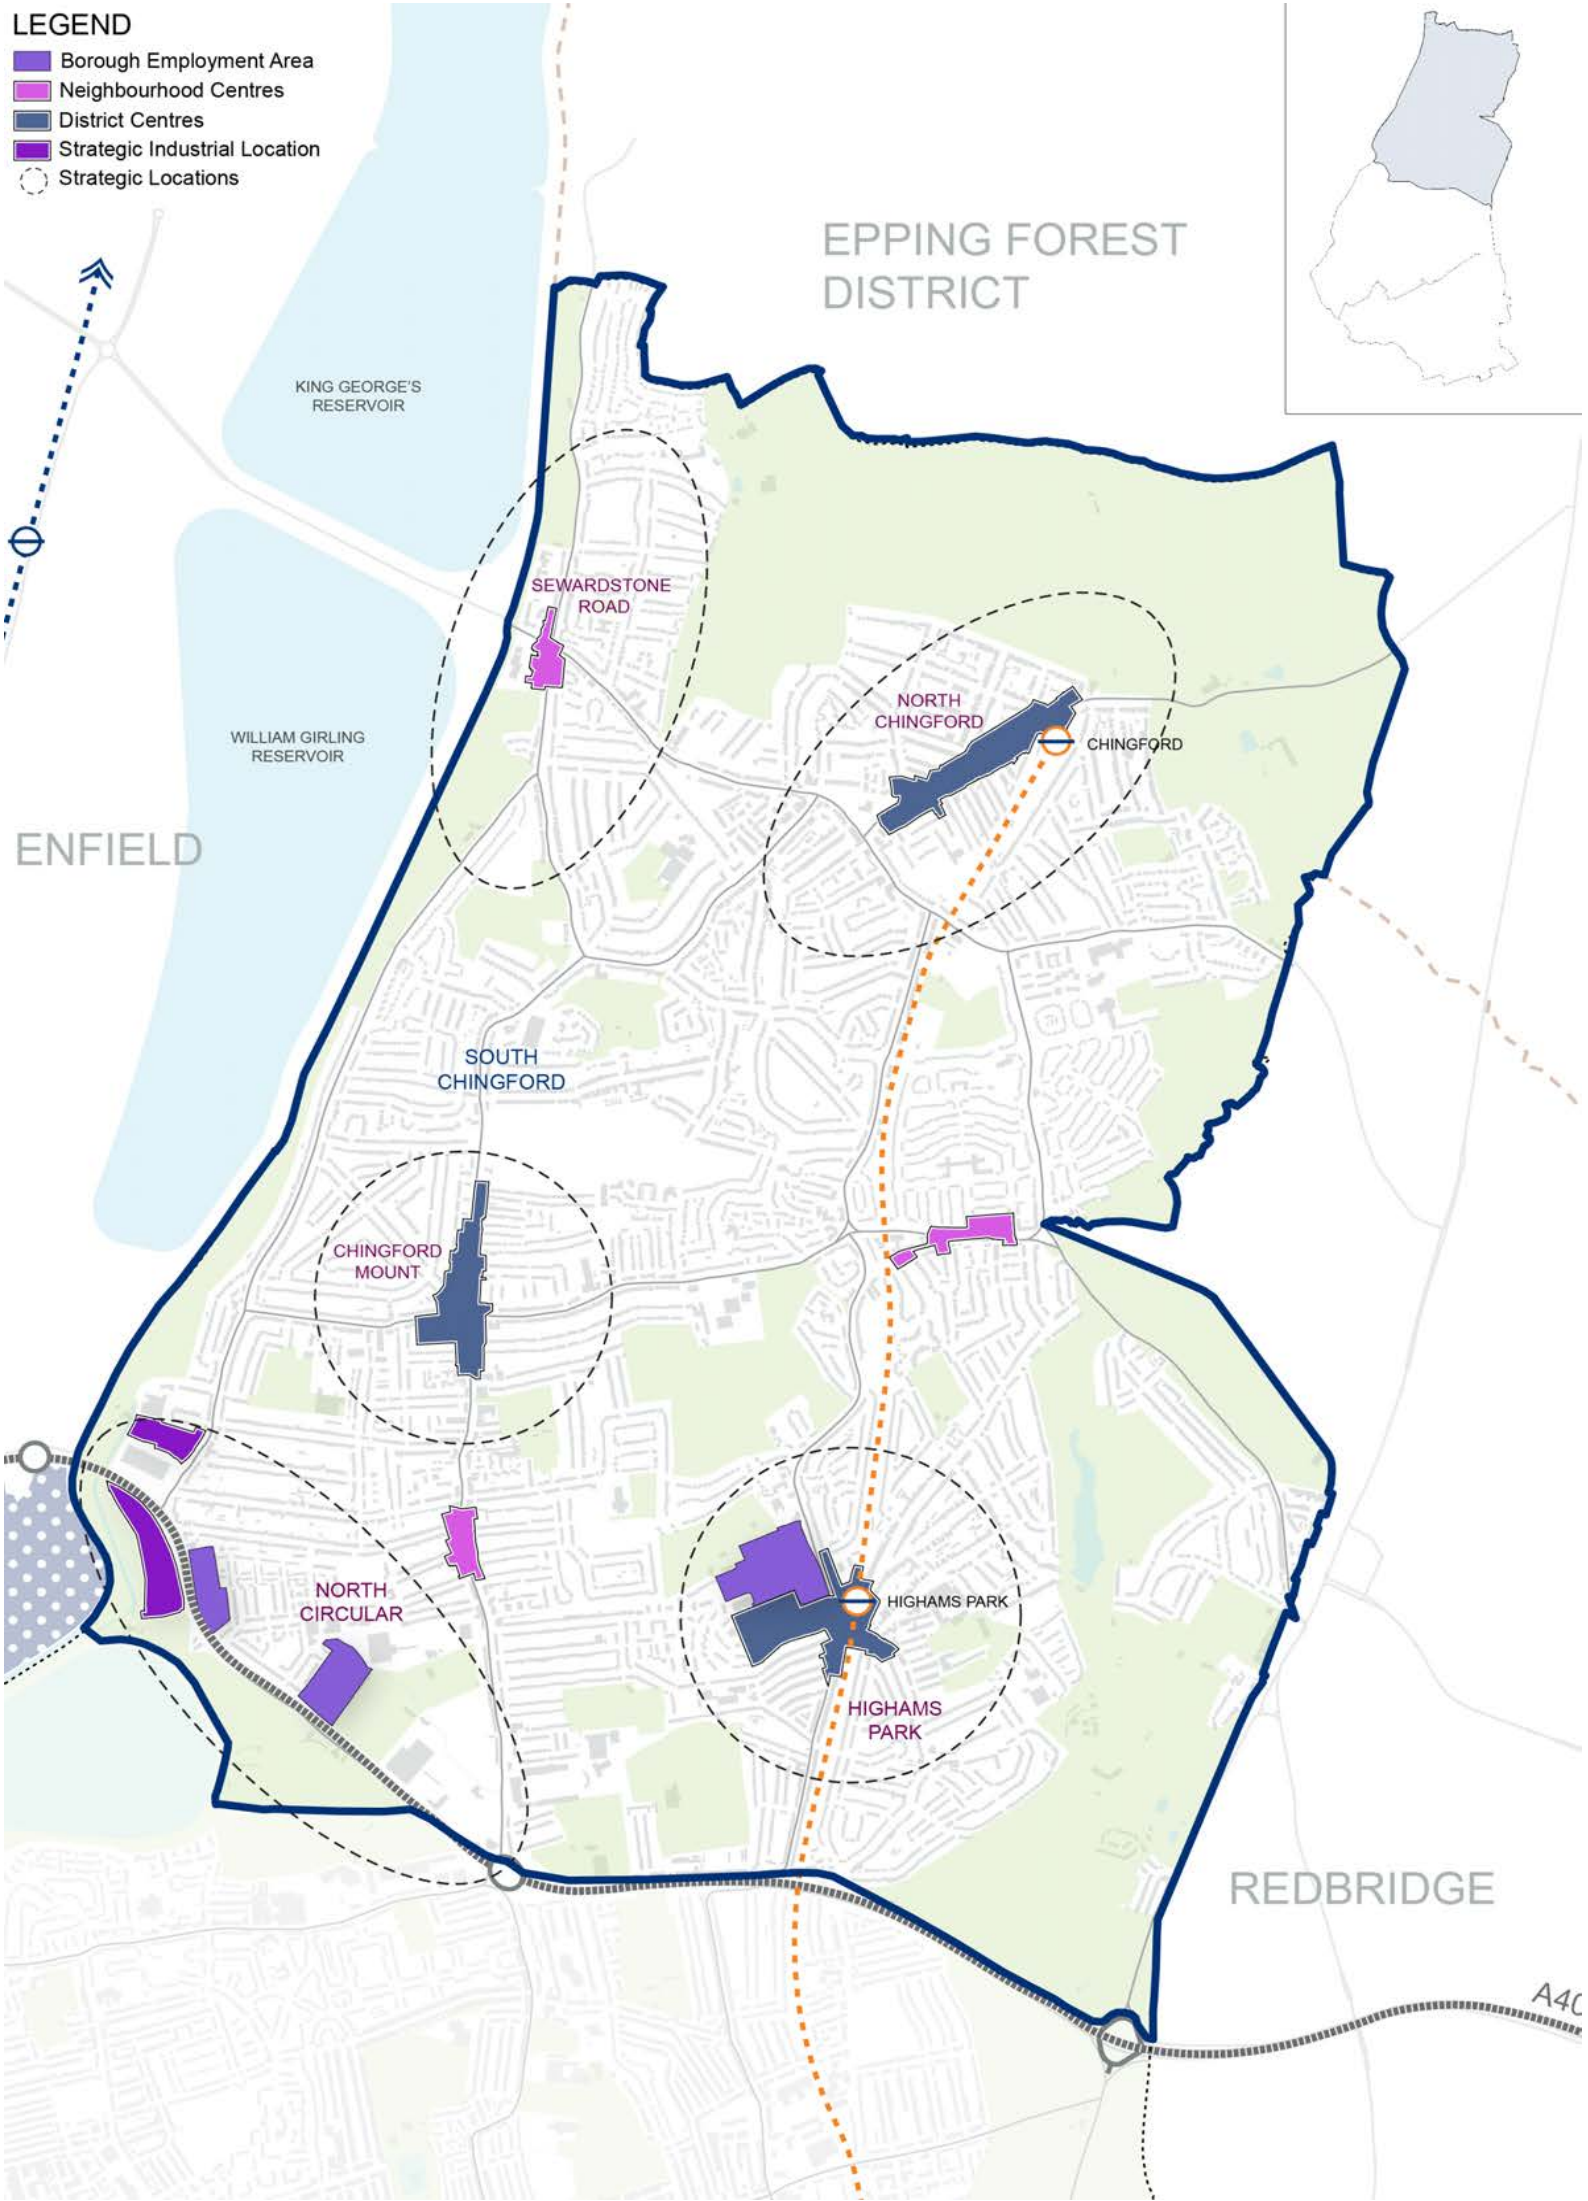 LEGEND
Borough Employment Area
Neighbourhood Centres
District Centres
Strategic Industrial Location
Strategic Locations
EPPING FOREST
DISTRICT
KING GEORGE'S
RESERVOIR
SEWARDSTONE
ROAD
NORTH
CHINGFORD
CHINGFORD
WILLIAM GIRLING
RESERVOIR
ENFIELD
SOUTH
CHINGFORD
CHINGFORD
MOUNT
NORTH
CIRCULAR
HIGHAMS PARK
HIGHAMS
PARK
REDBRIDGE
A40